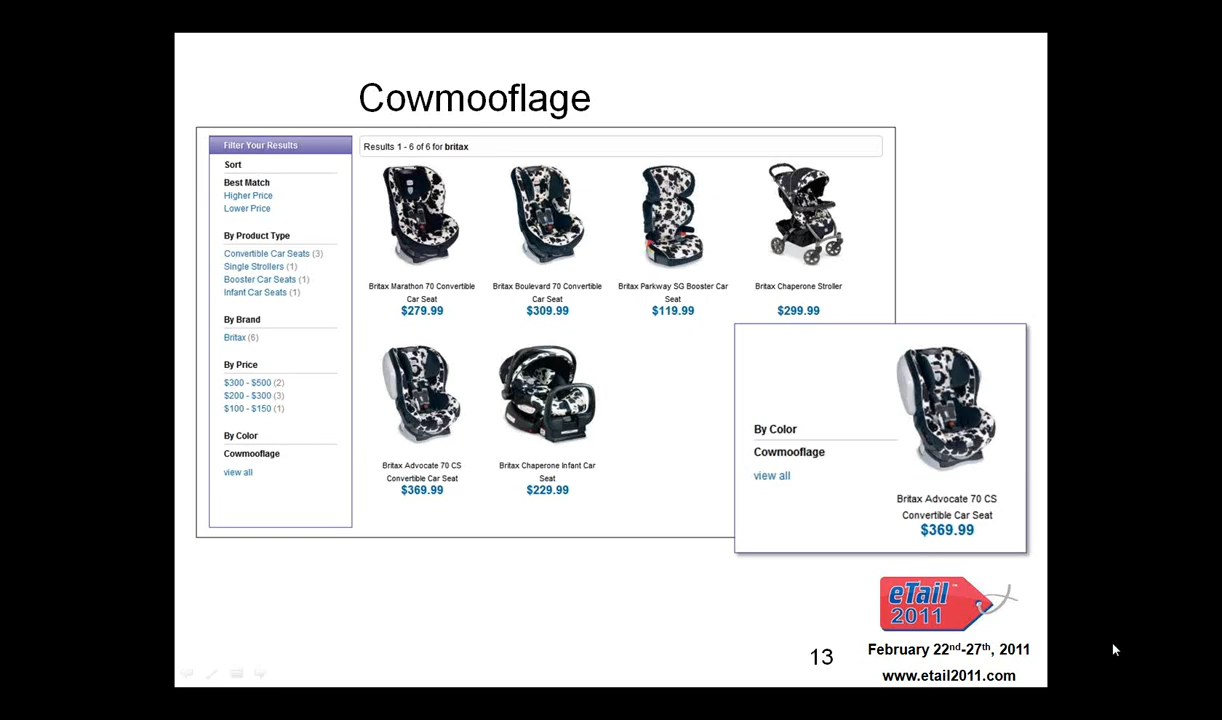 Cowmooflage
Filter Your Results
Sort
Best Match
Higher Price
Lower Price
By Product Type
Convertible Car Seats (3)
Single Strollers (1)
Booster Car Seats (1)
Infant Car Seats (1)
By Brand
Britax (6)
By Price
$300 - $500 (2)
$200 - $300 (3)
$100 - $150 (1)
By Color
Cowmooflage
view all
Results 1 - 6 of 6 for britax
Britax Marathon 70 Convertible
Car Seat
$279.99
Britax Boulevard 70 Convertible
Car Seat
$309.99
Britax Parkway SG Booster Car
Seat
$119.99
Britax Chaperone Stroller
$299.99
Britax Advocate 70 CS
Convertible Car Seat
$369.99
Britax Chaperone Infant Car
Seat
$229.99
By Color
Cowmooflage
view all
Britax Advocate 70 CS
Convertible Car Seat
$369.99
eTail™
2011
13
February 22nd-27th, 2011
www.etail2011.com